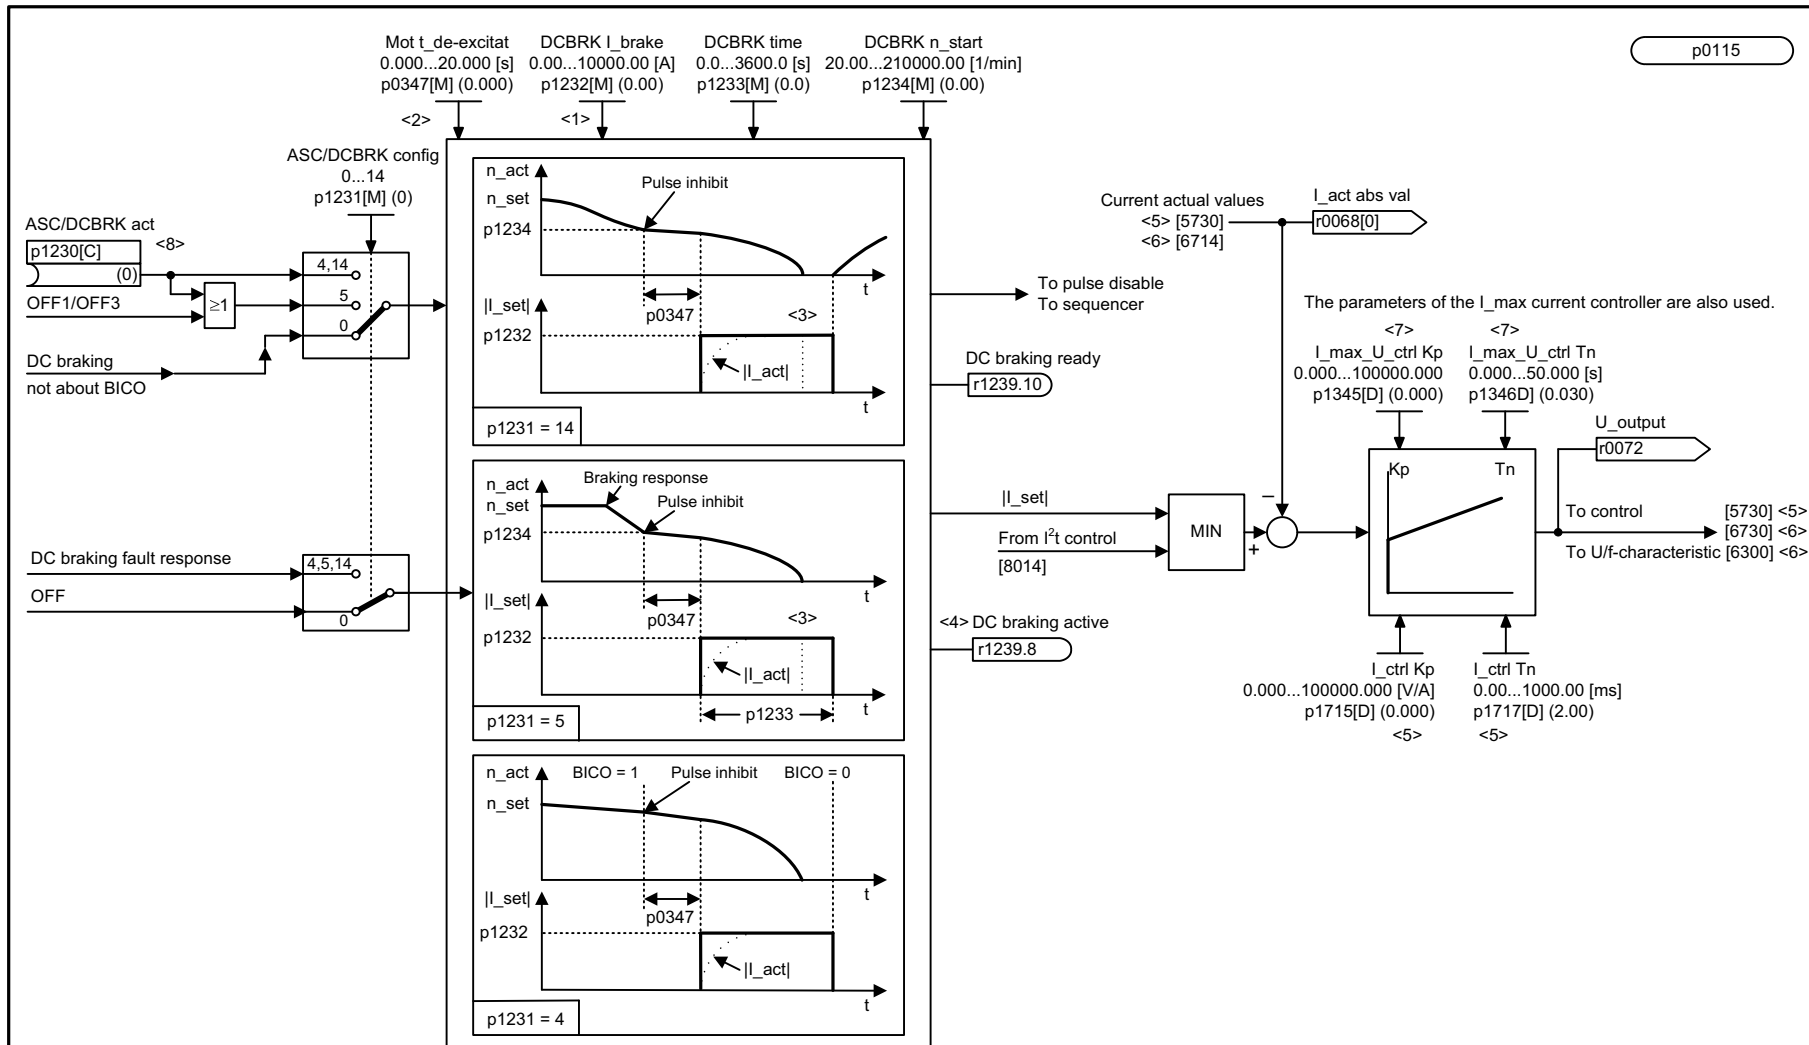 p0115
Mot t_de-excitat
0.000...20.000 [s]
p0347[M] (0.000)
<2>
DCBRK I_brake
0.00...10000.00 [A]
p1232[M] (0.00)
<1>
DCBRK time
0.0...3600.0 [s]
p1233[M] (0.0)
DCBRK n_start
20.00...210000.00 [1/min]
p1234[M] (0.00)
ASC/DCBRK config
0...14
p1231[M] (0)
ASC/DCBRK act
p1230[C]
(0)
<8>
OFF1/OFF3
≥1
DC braking
not about BICO
4,14
5
0
DC braking fault response
OFF
4,5,14
0
n_act
n_set
p1234
Pulse inhibit
t
|I_set|
p1232
p0347
<3>
|I_act|
t
p1231 = 14
n_act
n_set
p1234
Braking response
Pulse inhibit
t
|I_set|
p1232
p0347
<3>
|I_act|
t
p1233
p1231 = 5
n_act
n_set
BICO = 1
Pulse inhibit
BICO = 0
t
|I_set|
p1232
p0347
|I_act|
t
p1231 = 4
Current actual values
<5> [5730]
<6> [6714]
I_act abs val
r0068[0]
To pulse disable
To sequencer
DC braking ready
r1239.10
|I_set|
From I²t control
[8014]
MIN
–
+
<4> DC braking active
r1239.8
The parameters of the I_max current controller are also used.
<7>
I_max_U_ctrl Kp
0.000...100000.000
p1345[D] (0.000)
<7>
I_max_U_ctrl Tn
0.000...50.000 [s]
p1346D] (0.030)
Kp
Tn
U_output
r0072
To control
[5730] <5>
[6730] <6>
To U/f-characteristic [6300] <6>
I_ctrl Kp
0.000...100000.000 [V/A]
p1715[D] (0.000)
<5>
I_ctrl Tn
0.00...1000.00 [ms]
p1717[D] (2.00)
<5>